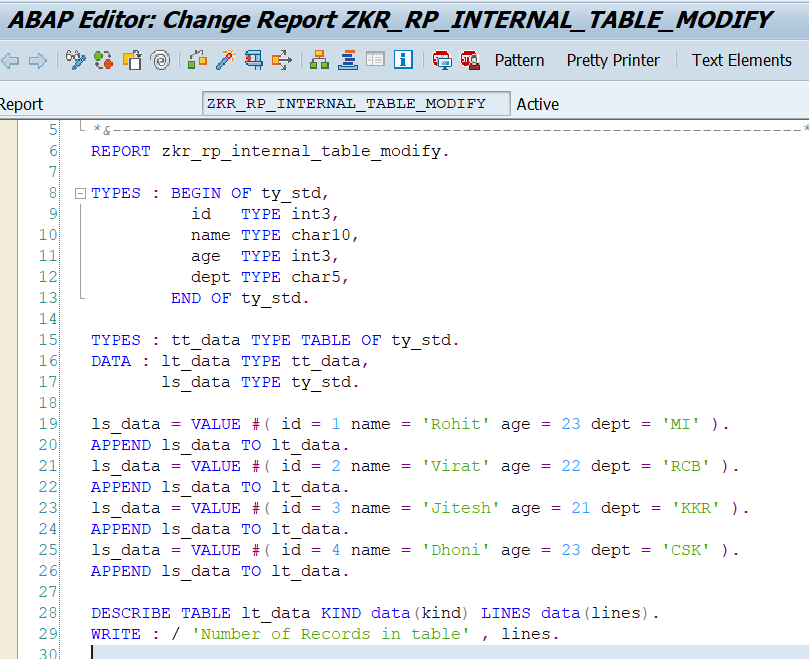 ABAP Editor: Change Report ZKR_RP_INTERNAL_TABLE_MODIFY
Pattern Pretty Printer Text Elements
Report ZKR_RP_INTERNAL_TABLE_MODIFY Active
5 *&---------------------------------------------------------------------*
6 REPORT zkr_rp_internal_table_modify.
7
8 TYPES : BEGIN OF ty_std,
9 id   TYPE int3,
10 name TYPE char10,
11 age  TYPE int3,
12 dept TYPE char5,
13 END OF ty_std.
14
15 TYPES : tt_data TYPE TABLE OF ty_std.
16 DATA : lt_data TYPE tt_data,
17 ls_data TYPE ty_std.
18
19 ls_data = VALUE #( id = 1 name = 'Rohit' age = 23 dept = 'MI' ).
20 APPEND ls_data TO lt_data.
21 ls_data = VALUE #( id = 2 name = 'Virat' age = 22 dept = 'RCB' ).
22 APPEND ls_data TO lt_data.
23 ls_data = VALUE #( id = 3 name = 'Jitesh' age = 21 dept = 'KKR' ).
24 APPEND ls_data TO lt_data.
25 ls_data = VALUE #( id = 4 name = 'Dhoni' age = 23 dept = 'CSK' ).
26 APPEND ls_data TO lt_data.
27
28 DESCRIBE TABLE lt_data KIND data(kind) LINES data(lines).
29 WRITE : / 'Number of Records in table' , lines.
30